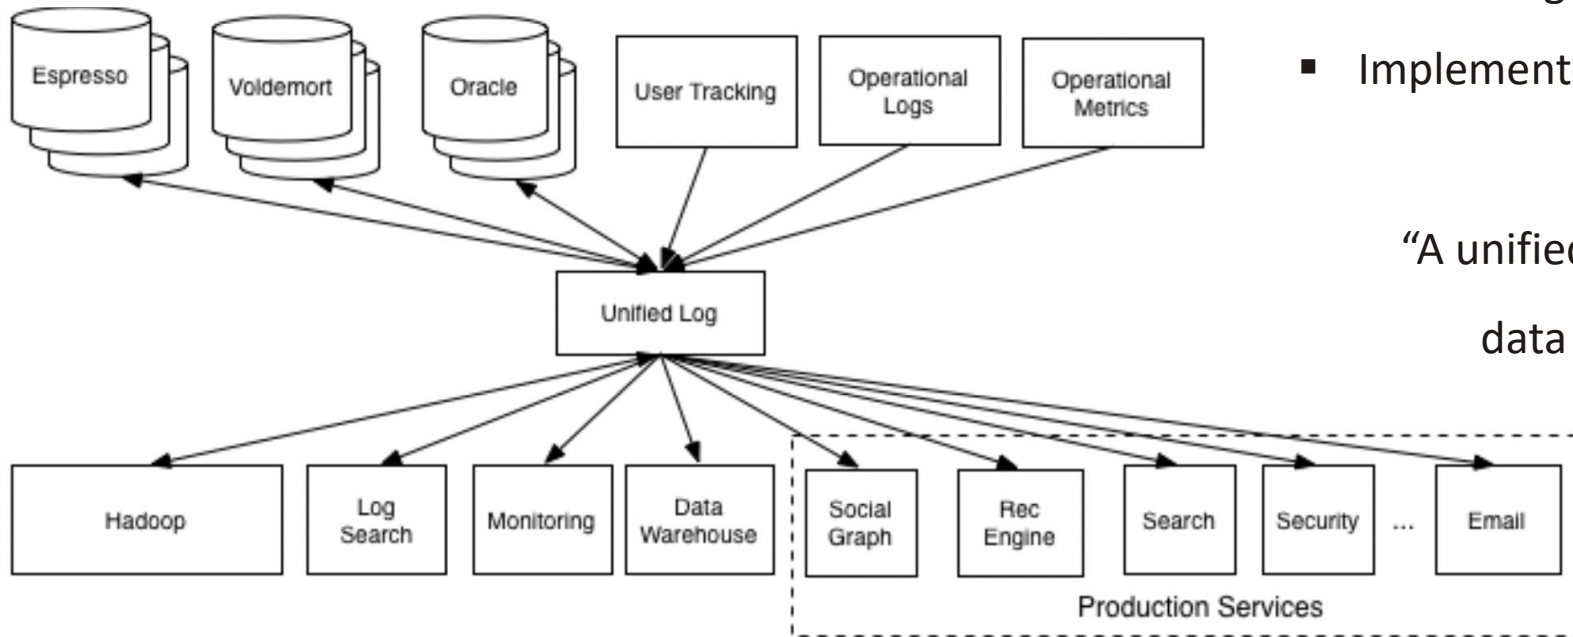 Espresso
Voldemort
Oracle
User Tracking
Operational
Logs
Operational
Metrics
▪ Implement
“A unified
data
Unified Log
Hadoop
Log
Search
Monitoring
Data
Warehouse
Social
Graph
Rec
Engine
Search
Security
...
Email
Production Services